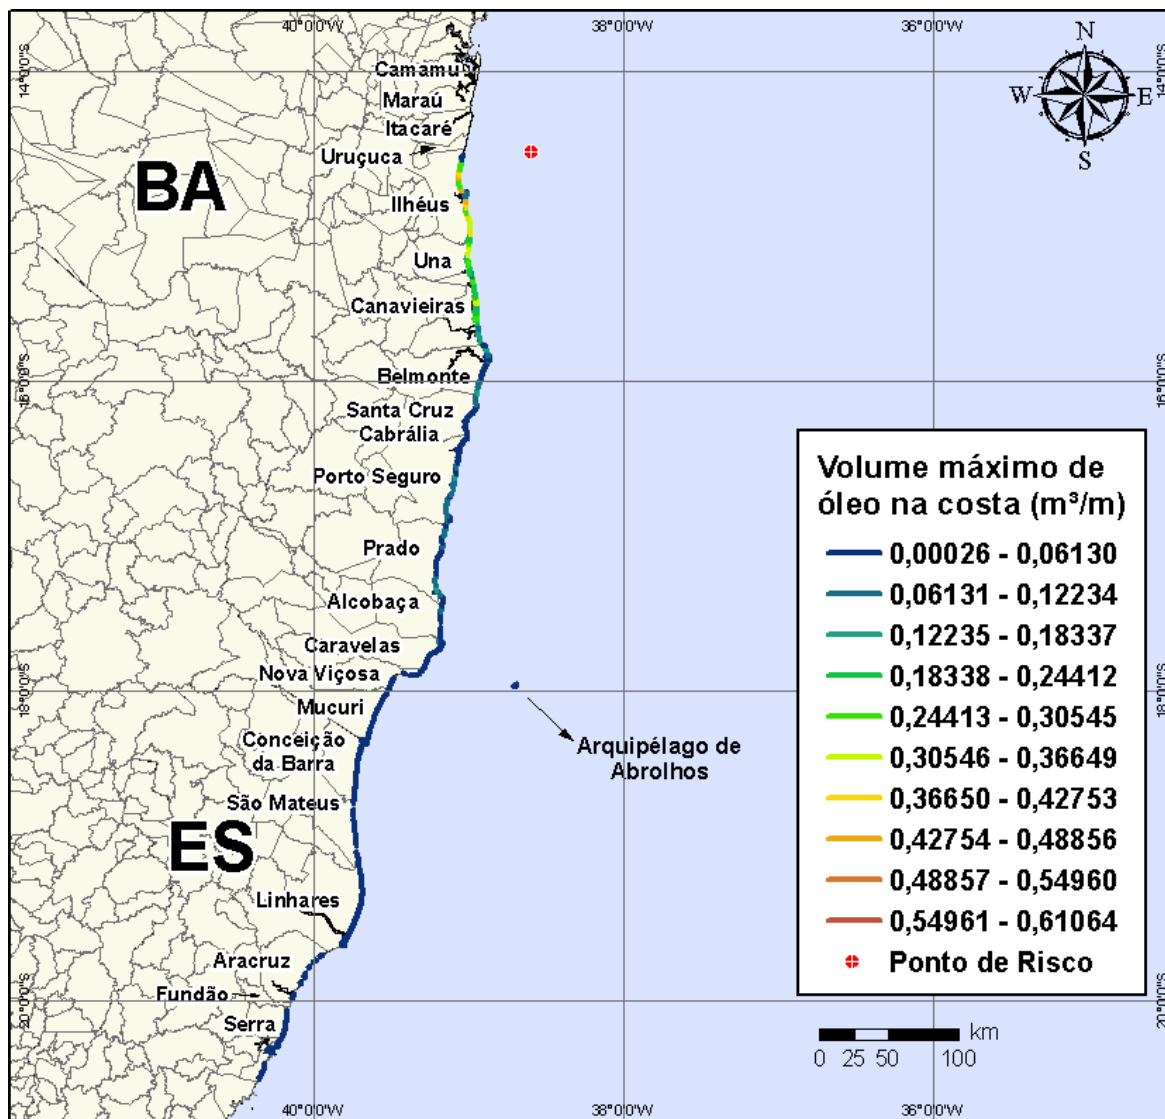 40°0'0"W
38°0'0"W
36°0'0"W
14°0'0"S
14°0'0"S
N
W
E
S
Camamu
Maraú
Itacaré
Uruçuca
BA
Ilhéus
Una
Canavieiras
Belmonte
16°0'0"S
16°0'0"S
Santa Cruz
Cabrália
Porto Seguro
Prado
Alcobaça
Caravelas
Nova Viçosa
18°0'0"S
18°0'0"S
Mucuri
Conceição
da Barra
Arquipélago de
Abrolhos
São Mateus
ES
Linhares
Aracruz
Fundão
20°0'0"S
20°0'0"S
Serra
Volume máximo de
óleo na costa (m³/m)
0,00026 - 0,06130
0,06131 - 0,12234
0,12235 - 0,18337
0,18338 - 0,24412
0,24413 - 0,30545
0,30546 - 0,36649
0,36650 - 0,42753
0,42754 - 0,48856
0,48857 - 0,54960
0,54961 - 0,61064
Ponto de Risco
km
0 25 50 100
40°0'0"W
38°0'0"W
36°0'0"W